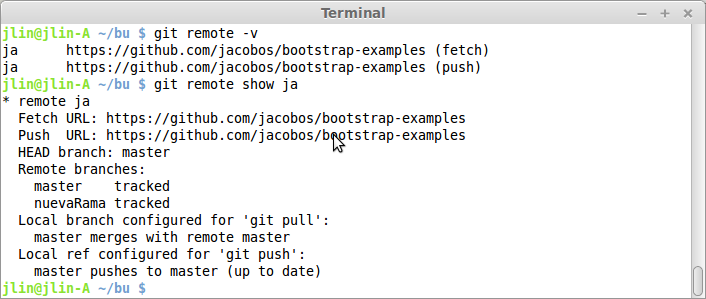 Terminal
jlin@jlin-A ~/bu $ git remote -v
ja      https://github.com/jacobos/bootstrap-examples (fetch)
ja      https://github.com/jacobos/bootstrap-examples (push)
jlin@jlin-A ~/bu $ git remote show ja
* remote ja
  Fetch URL: https://github.com/jacobos/bootstrap-examples
  Push  URL: https://github.com/jacobos/bootstrap-examples
  HEAD branch: master
  Remote branches:
    master    tracked
    nuevaRama tracked
  Local branch configured for 'git pull':
    master merges with remote master
  Local ref configured for 'git push':
    master pushes to master (up to date)
jlin@jlin-A ~/bu $